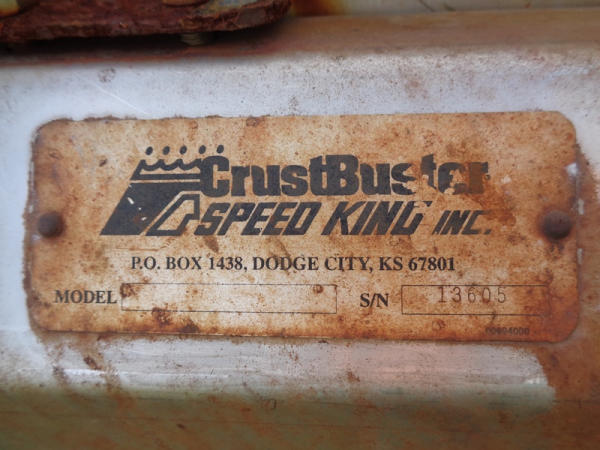 CrustBuster
SPEED KING INC.
P.O. BOX 1438, DODGE CITY, KS 67801
MODEL S/N 13605